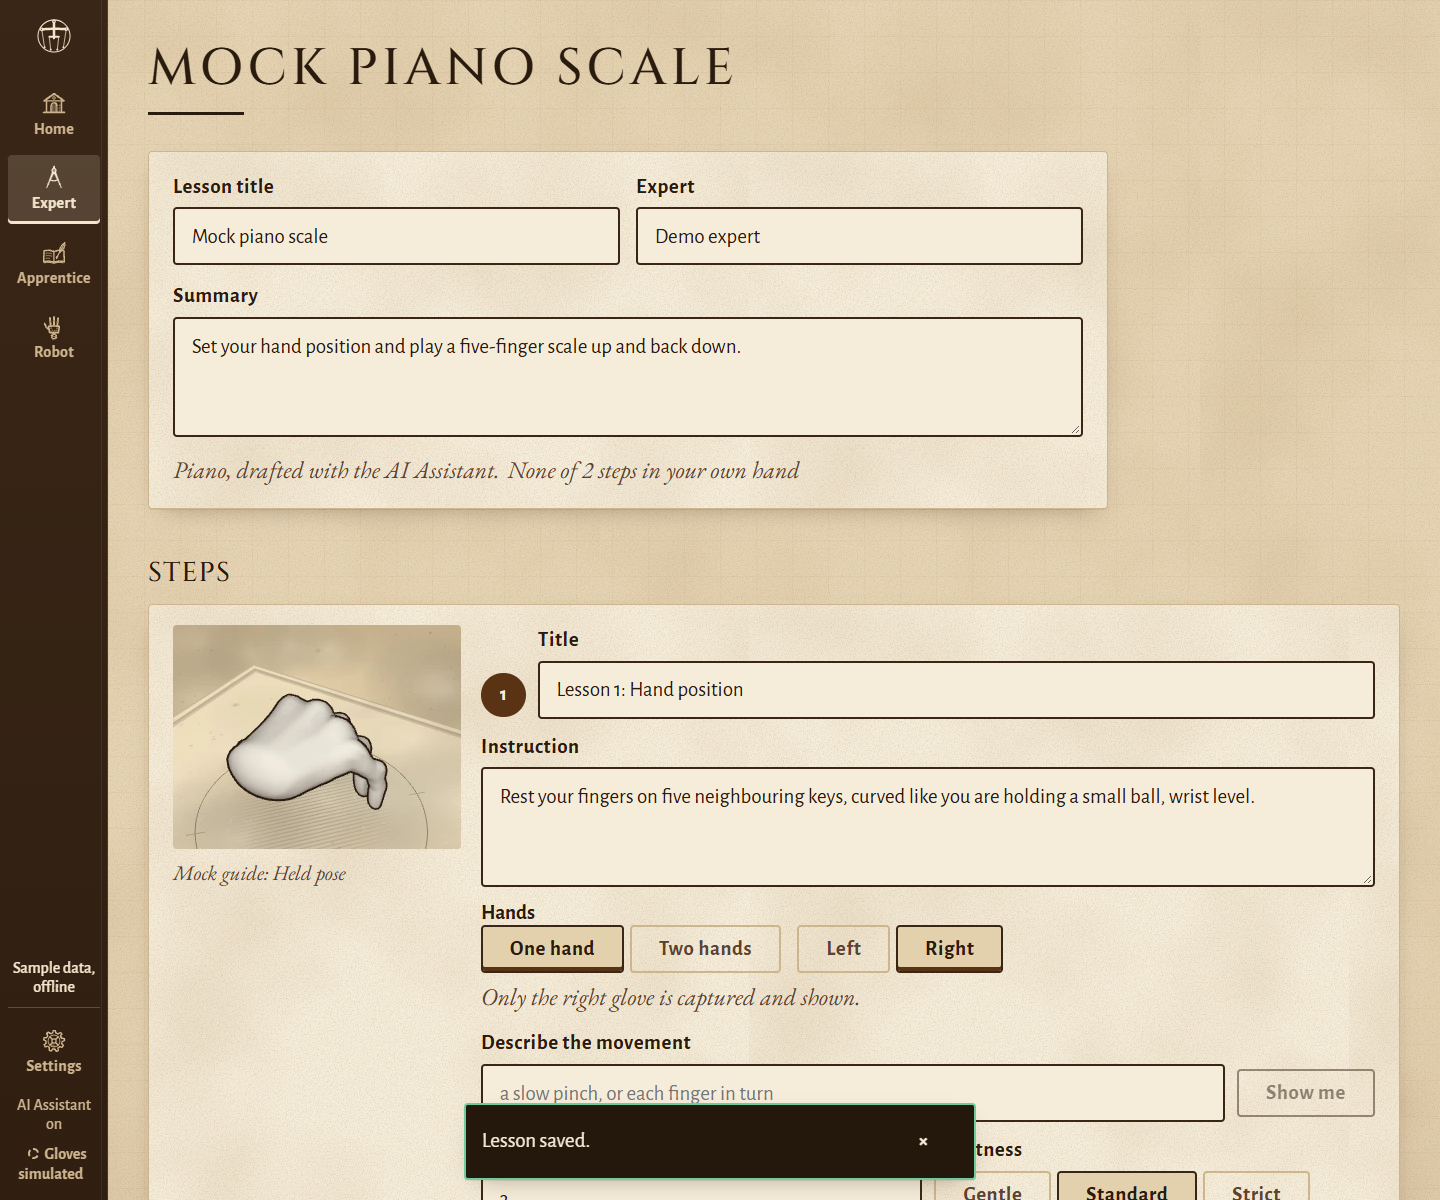 MOCK PIANO SCALE
Home
Expert
Apprentice
Robot
Sample data,
offline
Settings
AI Assistant
on
Gloves
simulated
Lesson title
Mock piano scale
Expert
Demo expert
Summary
Set your hand position and play a five-finger scale up and back down.
Piano, drafted with the AI Assistant. None of 2 steps in your own hand
STEPS
Mock guide: Held pose
1
Title
Lesson 1: Hand position
Instruction
Rest your fingers on five neighbouring keys, curved like you are holding a small ball, wrist level.
Hands
One hand
Two hands
Left
Right
Only the right glove is captured and shown.
Describe the movement
a slow pinch, or each finger in turn
Show me
Lesson saved.
×
tness
Gentle
Standard
Strict